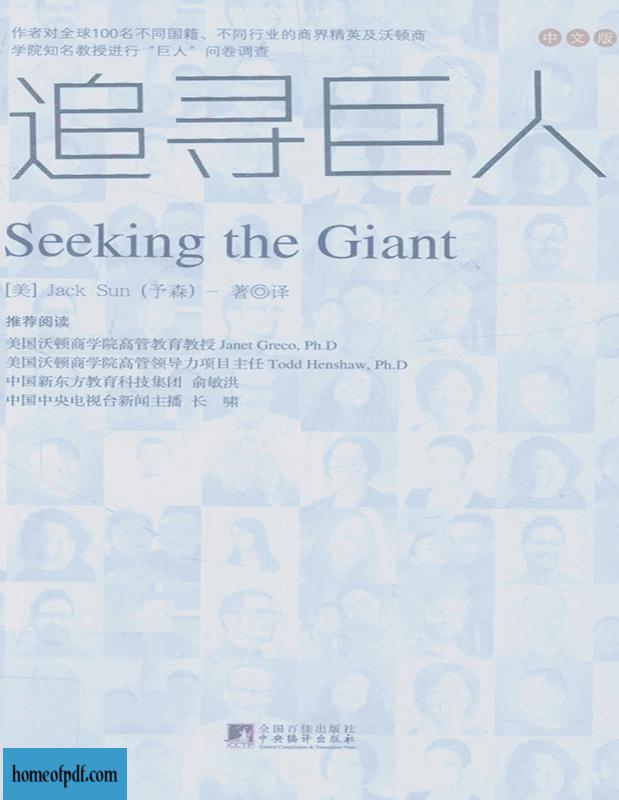 作者对全球100名不同国籍、不同行业的商界精英及沃顿商
学院知名教授进行“巨人”问卷调查
中文版
追寻巨人
Seeking the Giant
[美] Jack Sun (予森) — 著◎译
推荐阅读
美国沃顿商学院高管教育教授 Janet Greco, Ph.D
美国沃顿商学院高管领导力项目主任 Todd Henshaw, Ph.D
中国新东方教育科技集团 俞敏洪
中国中央电视台新闻主播 长 啸
CCTP
全国百佳出版社
中央编译出版社
Central Compilation & Translation Press
homeofpdf.com